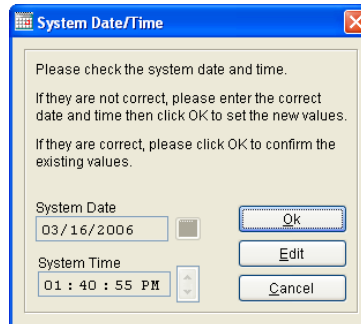 System Date/Time
Please check the system date and time.
If they are not correct, please enter the correct
date and time then click OK to set the new values.
If they are correct, please click OK to confirm the
existing values.
System Date
03/16/2006
Ok
Edit
System Time
01 : 40 : 55 PM
Cancel